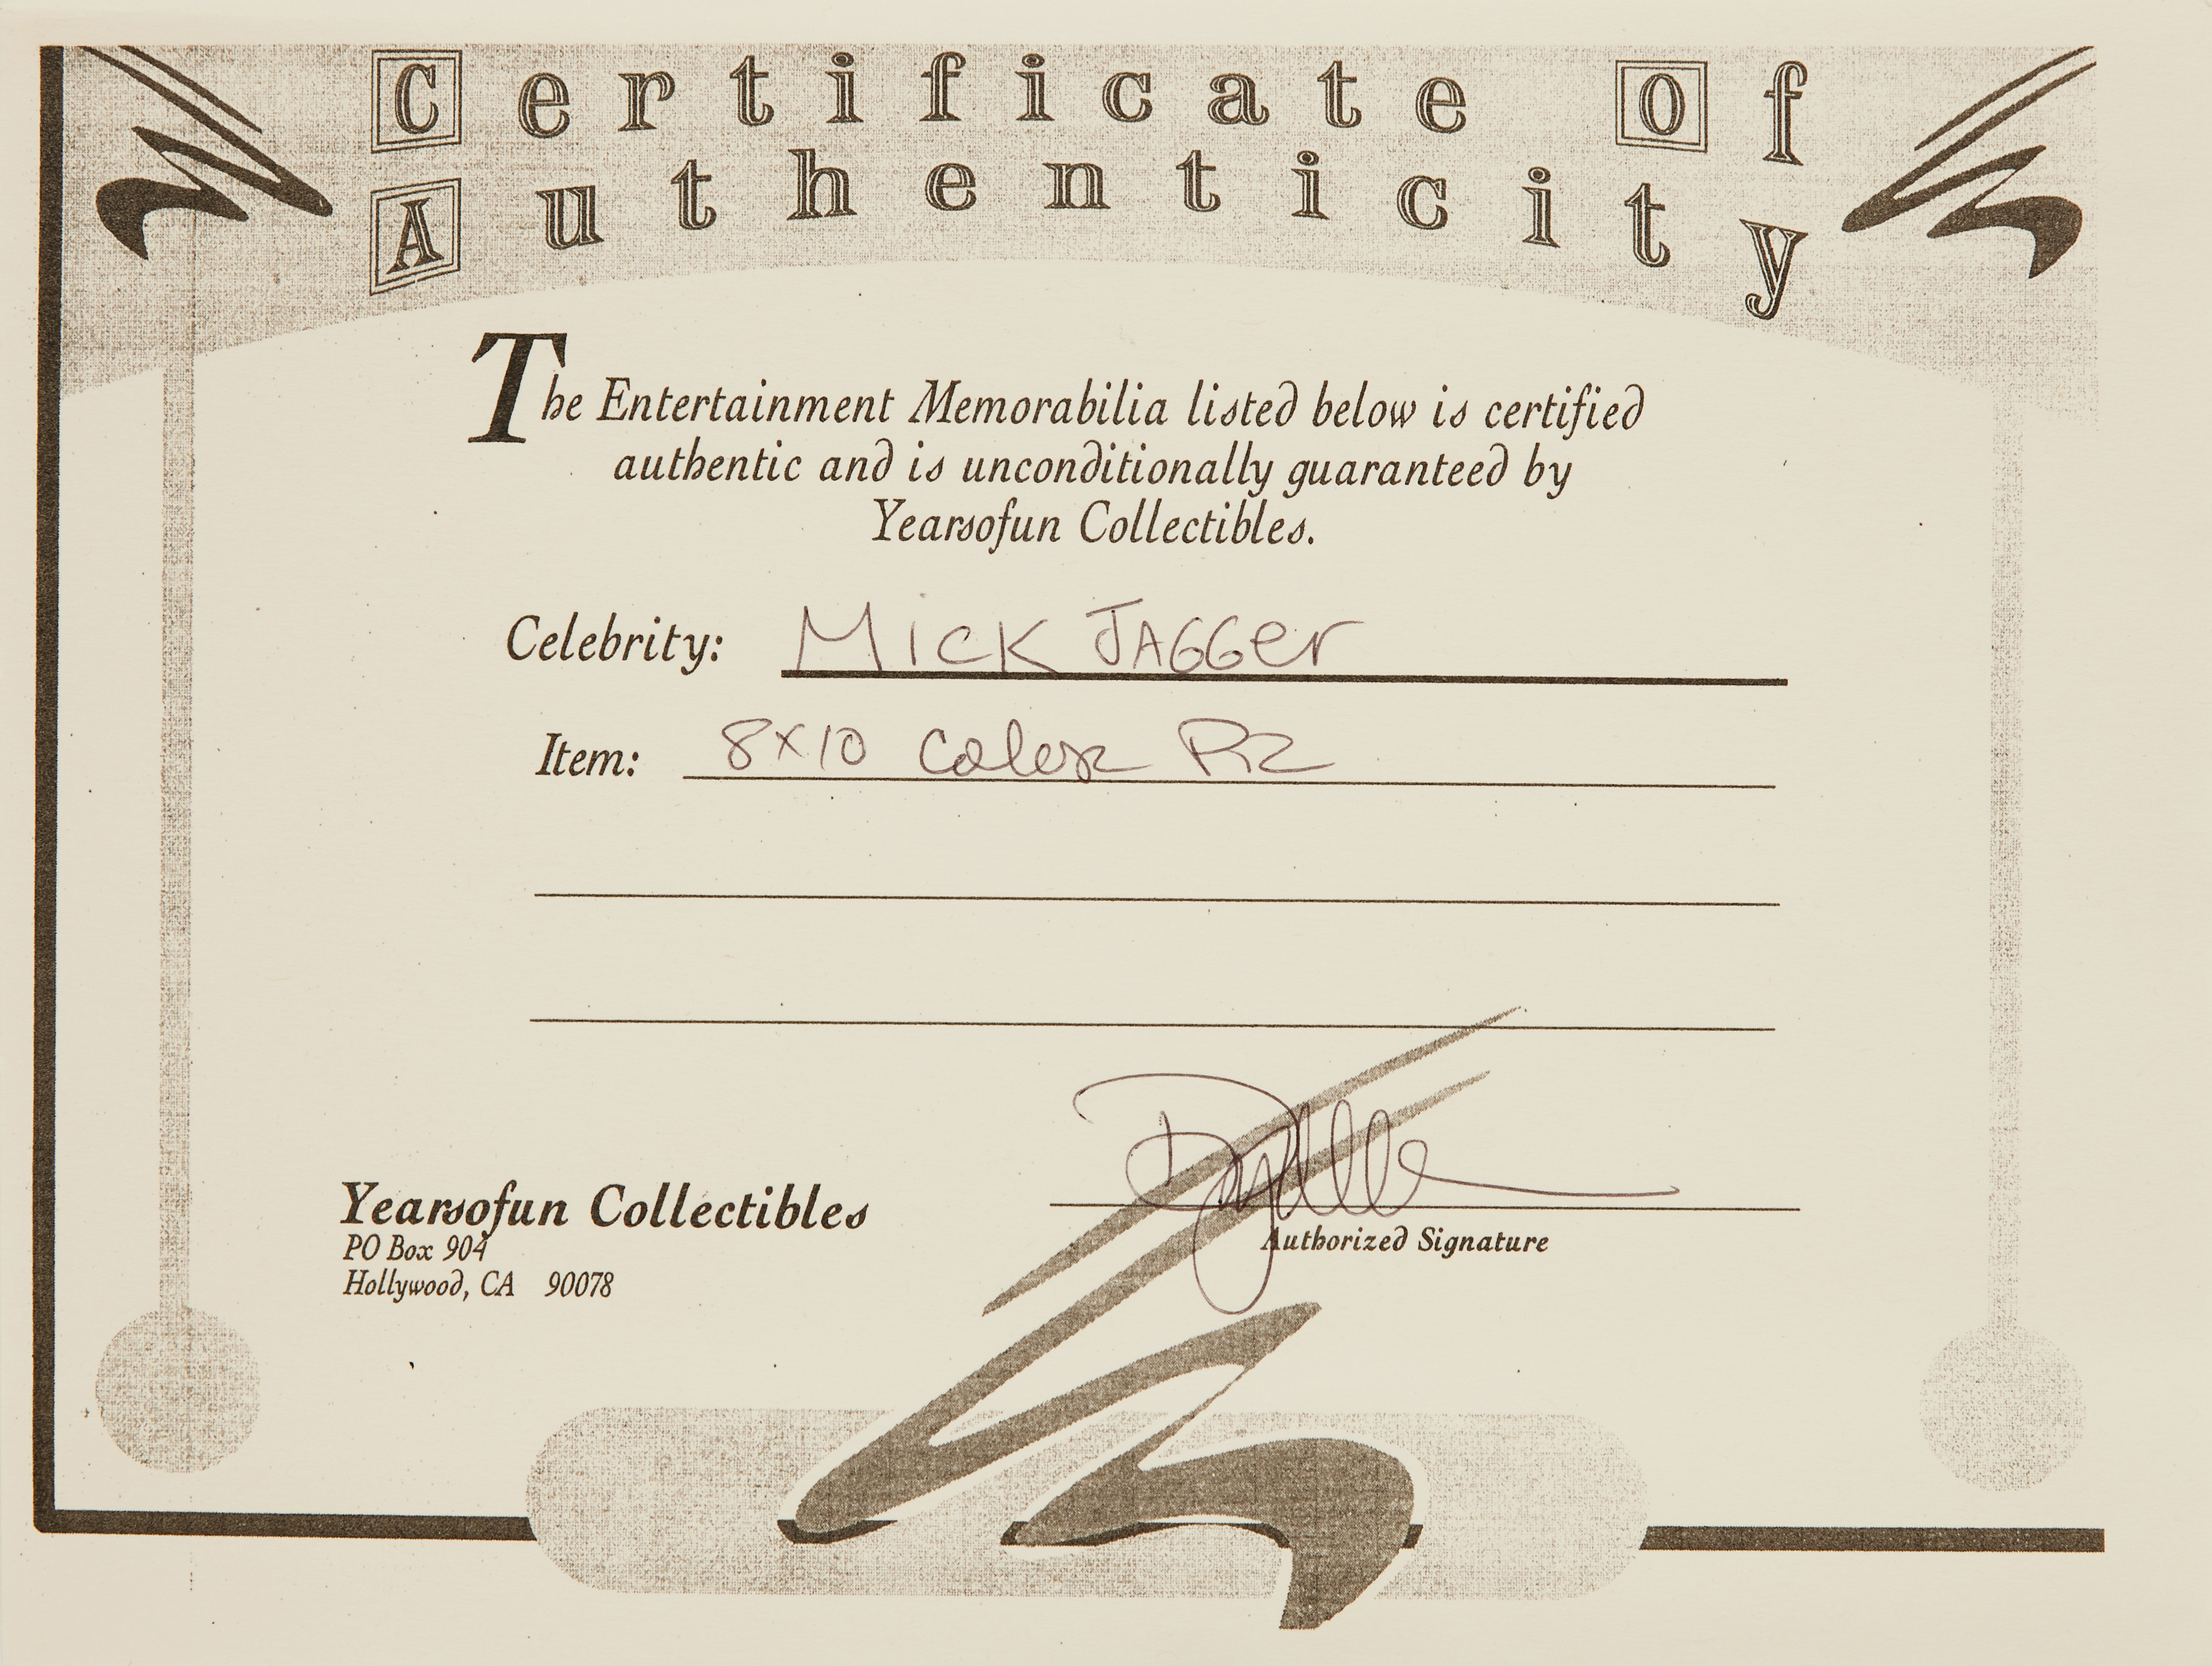 Certificate Of
Authenticity
The Entertainment Memorabilia listed below is certified
authentic and is unconditionally guaranteed by
Yearsofun Collectibles.
Celebrity: Mick JAGGer
Item: 8x10 Color
Yearsofun Collectibles
PO Box 904
Hollywood, CA 90078
Authorized Signature